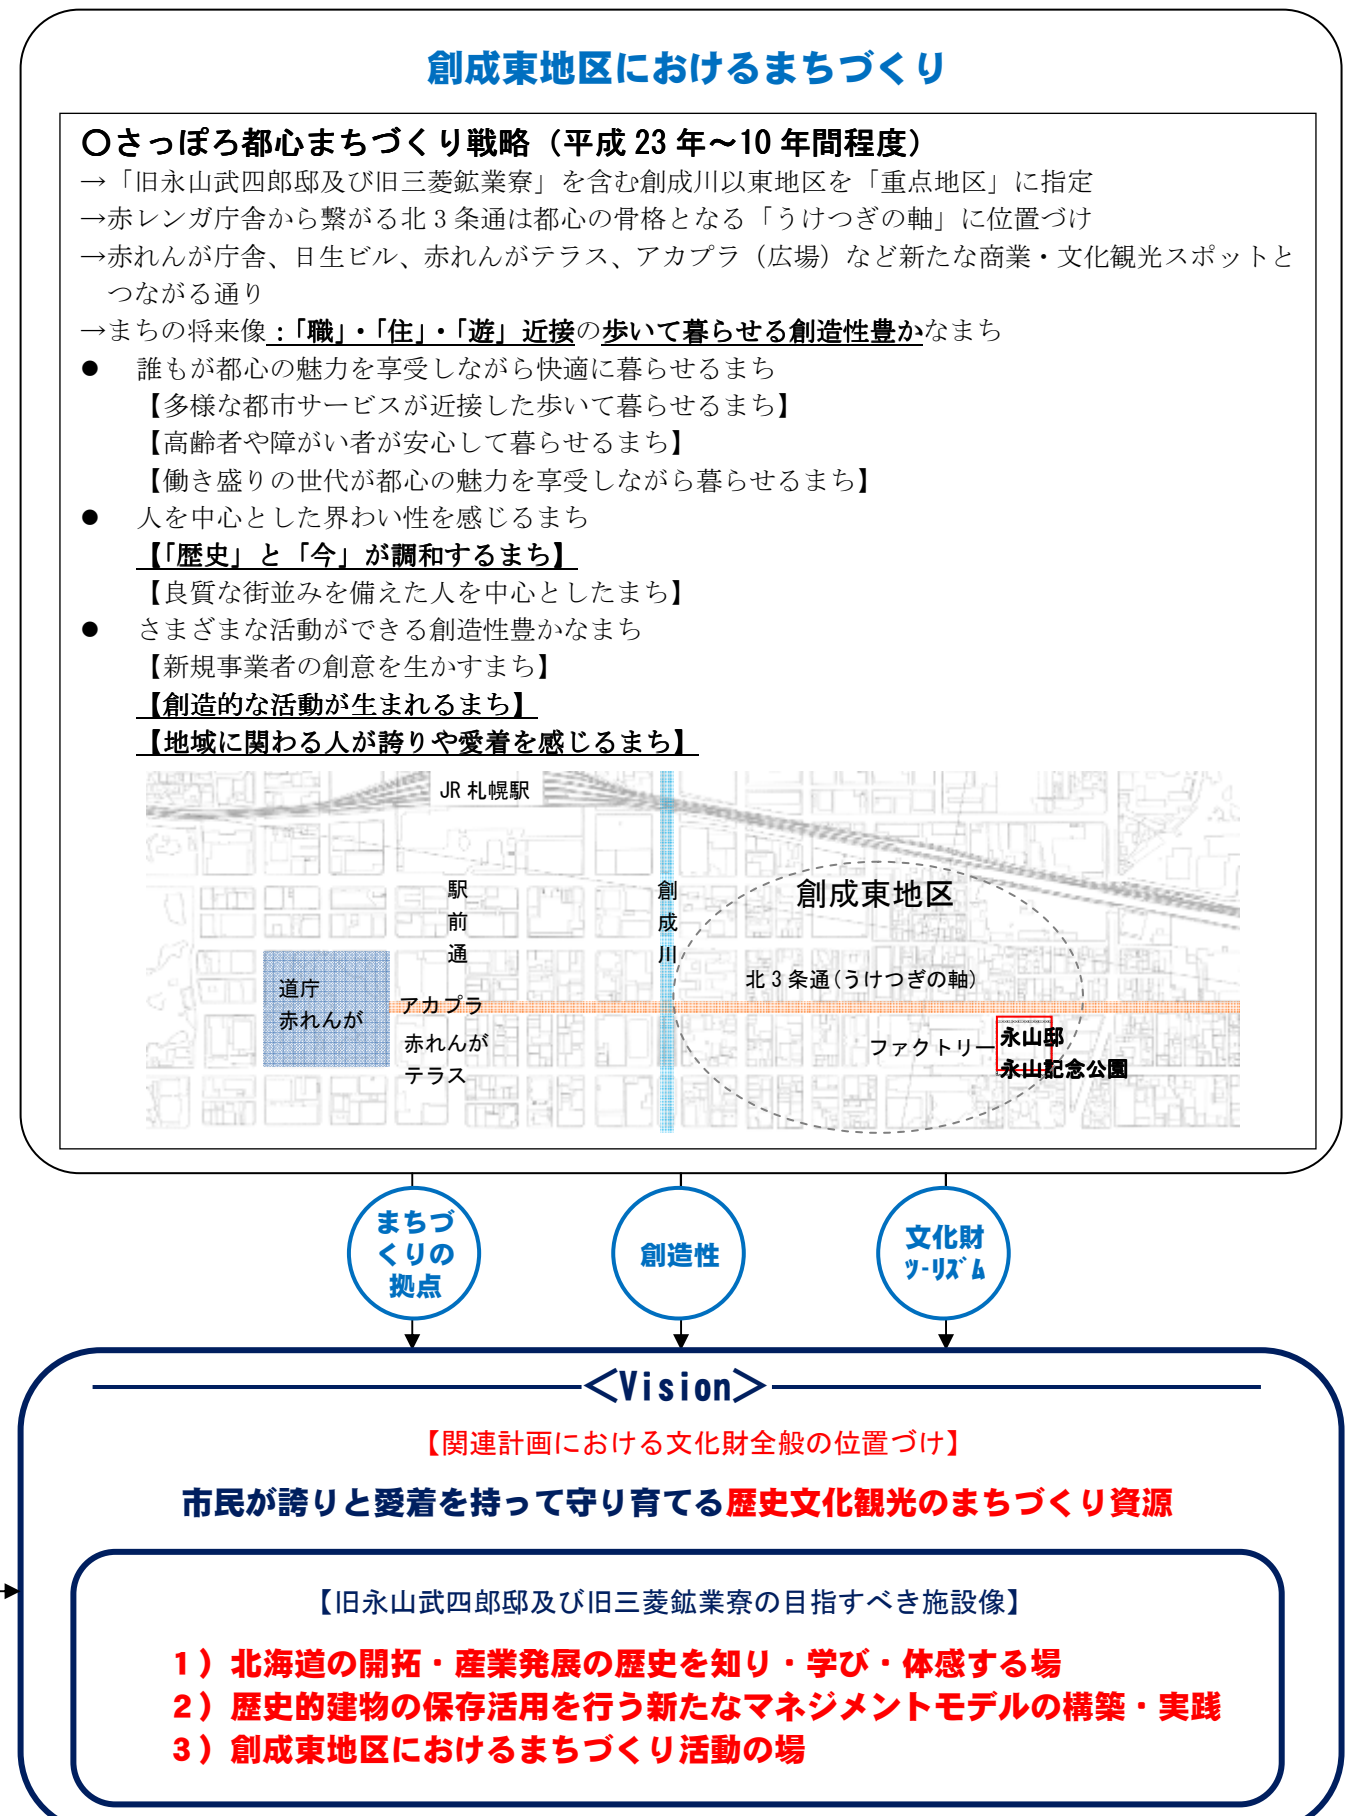 創成東地区におけるまちづくり
○さっぽろ都心まちづくり戦略（平成 23 年～10 年間程度）
→「旧永山武四郎邸及び旧三菱鉱業寮」を含む創成川以東地区を「重点地区」に指定
→赤レンガ庁舎から繋がる北 3 条通は都心の骨格となる「うけつぎの軸」に位置づけ
→赤れんが庁舎、日生ビル、赤れんがテラス、アカプラ（広場）など新たな商業・文化観光スポットと
つながる通り
→まちの将来像：「職」・「住」・「遊」近接の歩いて暮らせる創造性豊かなまち
● 誰もが都心の魅力を享受しながら快適に暮らせるまち
【多様な都市サービスが近接した歩いて暮らせるまち】
【高齢者や障がい者が安心して暮らせるまち】
【働き盛りの世代が都心の魅力を享受しながら暮らせるまち】
● 人を中心とした界わい性を感じるまち
【「歴史」と「今」が調和するまち】
【良質な街並みを備えた人を中心としたまち】
● さまざまな活動ができる創造性豊かなまち
【新規事業者の創意を生かすまち】
【創造的な活動が生まれるまち】
【地域に関わる人が誇りや愛着を感じるまち】
JR 札幌駅
駅前通
創成川
創成東地区
北 3 条通(うけつぎの軸)
道庁
赤れんが
アカプラ
赤れんが
テラス
ファクトリー
永山邸
永山記念公園
まちづ
くりの
拠点
創造性
文化財
ﾂｰﾘｽﾞﾑ
＜Vision＞
【関連計画における文化財全般の位置づけ】
市民が誇りと愛着を持って守り育てる歴史文化観光のまちづくり資源
【旧永山武四郎邸及び旧三菱鉱業寮の目指すべき施設像】
１）北海道の開拓・産業発展の歴史を知り・学び・体感する場
２）歴史的建物の保存活用を行う新たなマネジメントモデルの構築・実践
３）創成東地区におけるまちづくり活動の場